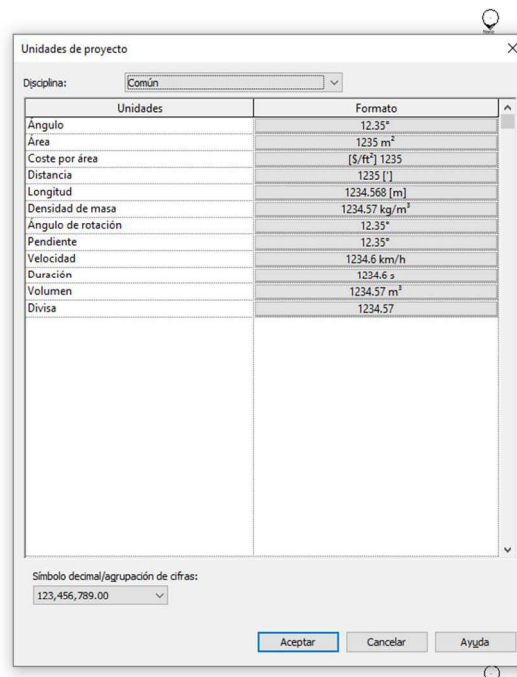 Unidades de proyecto
Disciplina: Común
Unidades Formato
Ángulo 12.35°
Área 1235 m²
Coste por área [$/ft²] 1235
Distancia 1235 [']
Longitud 1234.568 [m]
Densidad de masa 1234.57 kg/m³
Ángulo de rotación 12.35°
Pendiente 12.35°
Velocidad 1234.6 km/h
Duración 1234.6 s
Volumen 1234.57 m³
Divisa 1234.57
Símbolo decimal/agrupación de cifras:
123,456,789.00
Aceptar Cancelar Ayuda